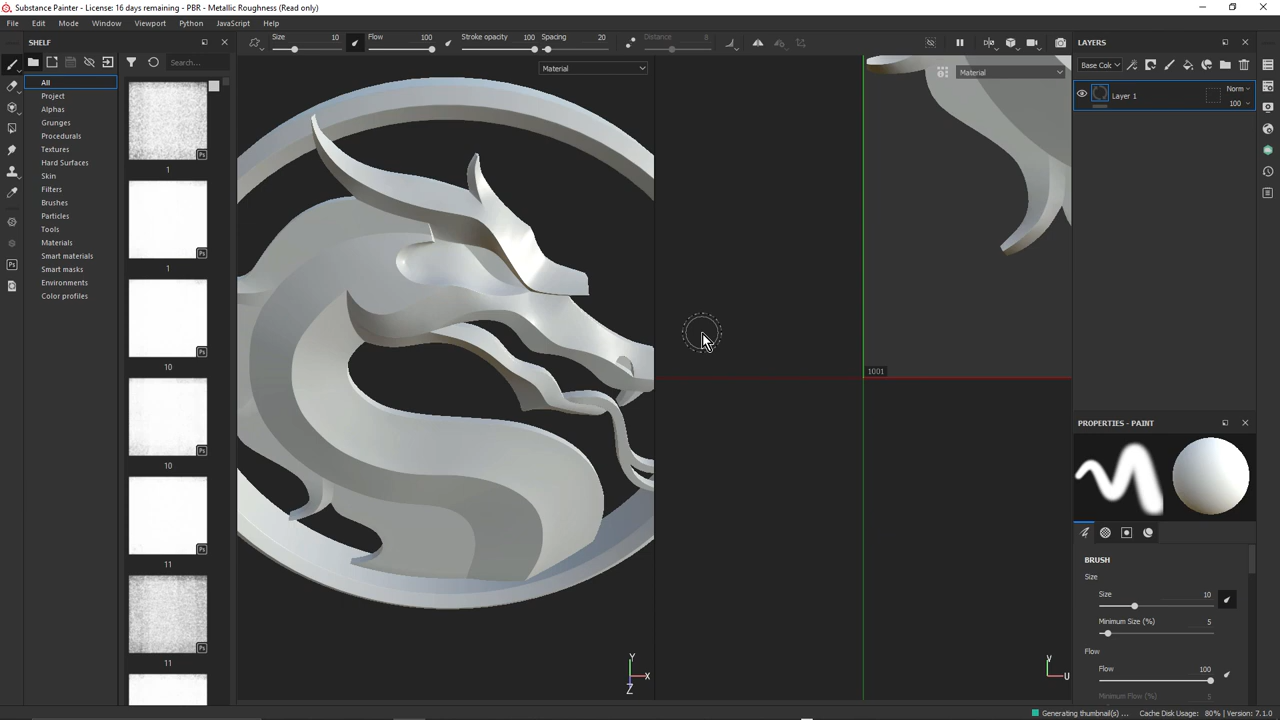 Substance Painter - License: 16 days remaining - PBR - Metallic Roughness (Read only)
File Edit Mode Window Viewport Python JavaScript Help
SHELF
Size 10 Flow 100 Stroke opacity 100 Spacing 20 Distance 8
LAYERS
Search...
Material
Material
Base Colo
Layer 1
Norm
100
All
Project
Alphas
Grunges
Procedurals
Textures
Hard Surfaces
Skin
Filters
Brushes
Particles
Tools
Materials
Smart materials
Smart masks
Environments
Color profiles
1
1
10
10
11
11
1001
PROPERTIES - PAINT
BRUSH
Size
Size 10
Minimum Size (%) 5
Flow
Flow 100
Minimum Flow (%) 5
Y
X
Z
V
U
Generating thumbnail(s) ... Cache Disk Usage: 80% | Version: 7.1.0